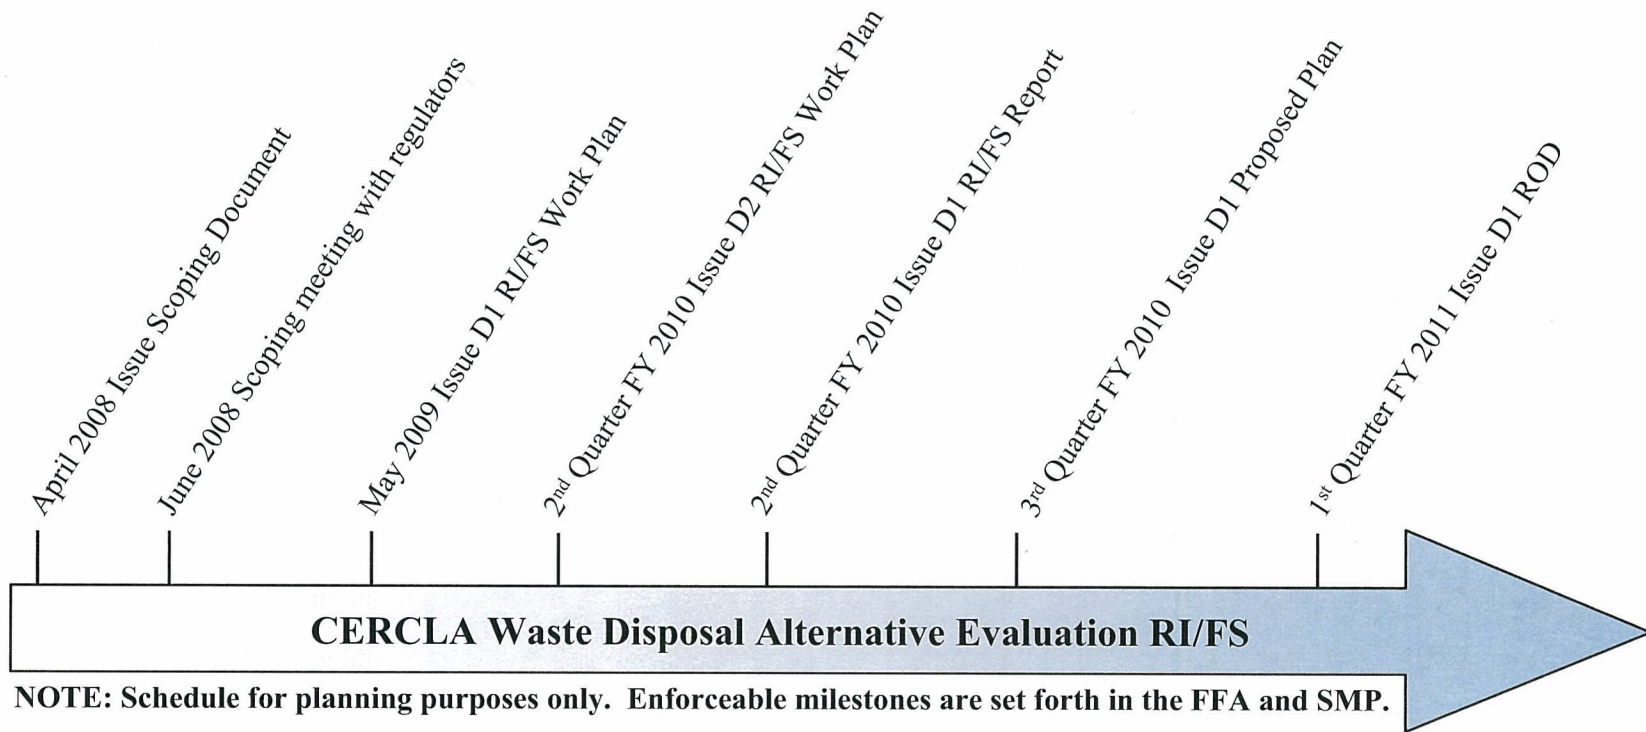 April 2008 Issue Scoping Document
June 2008 Scoping meeting with regulators
May 2009 Issue D1 RI/FS Work Plan
2nd Quarter FY 2010 Issue D2 RI/FS Work Plan
2nd Quarter FY 2010 Issue D1 RI/FS Report
3rd Quarter FY 2010 Issue D1 Proposed Plan
1st Quarter FY 2011 Issue D1 ROD
CERCLA Waste Disposal Alternative Evaluation RI/FS
NOTE: Schedule for planning purposes only. Enforceable milestones are set forth in the FFA and SMP.